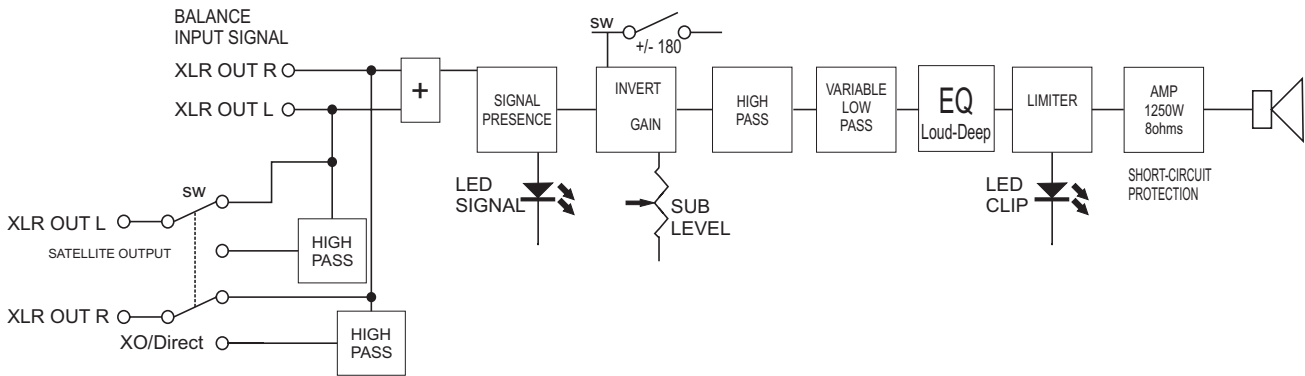 BALANCE
INPUT SIGNAL
XLR OUT R
XLR OUT L
+
SIGNAL
PRESENCE
LED
SIGNAL
SW
+/- 180
INVERT
GAIN
SUB
LEVEL
HIGH
PASS
VARIABLE
LOW
PASS
EQ
Loud-Deep
LIMITER
LED
CLIP
AMP
1250W
8ohms
SHORT-CIRCUIT
PROTECTION
SW
XLR OUT L
SATELLITE OUTPUT
HIGH
PASS
XLR OUT R
XO/Direct
HIGH
PASS